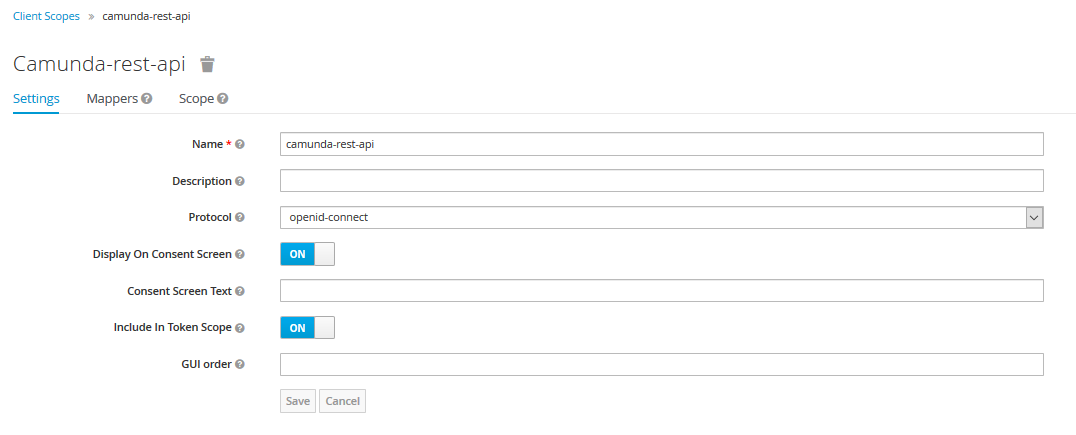 Client Scopes » camunda-rest-api
Camunda-rest-api
Settings Mappers ? Scope ?
Name * ? camunda-rest-api
Description ?
Protocol ? openid-connect
Display On Consent Screen ? ON
Consent Screen Text ?
Include In Token Scope ? ON
GUI order ?
Save Cancel